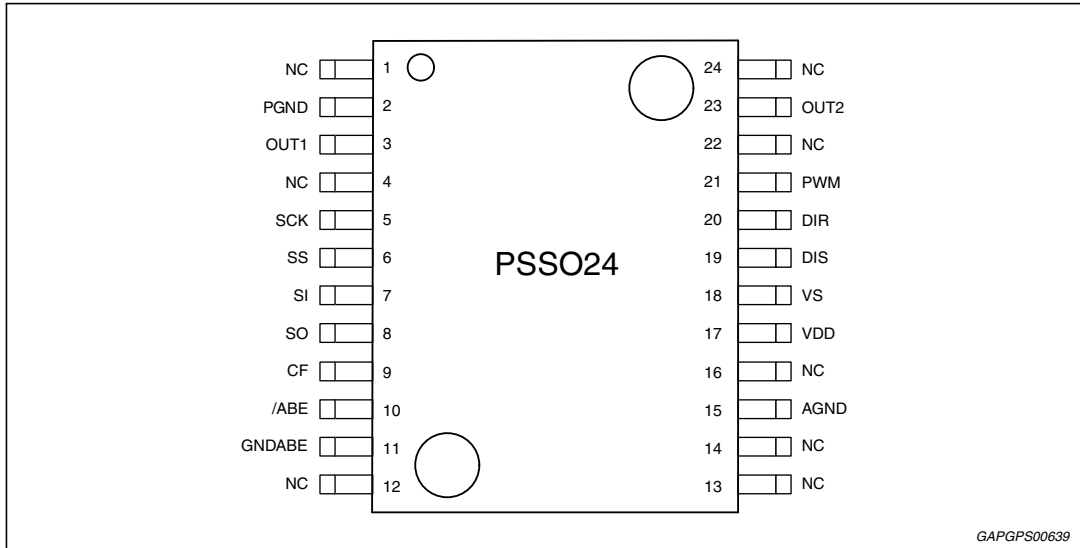 NC 1 24 NC
PGND 2 23 OUT2
OUT1 3 22 NC
NC 4 21 PWM
SCK 5 20 DIR
SS 6 19 DIS
PSSO24
SI 7 18 VS
SO 8 17 VDD
CF 9 16 NC
/ABE 10 15 AGND
GNDABE 11 14 NC
NC 12 13 NC
GAPGPS00639